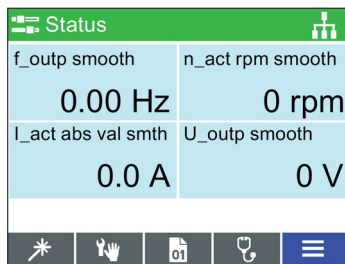 Status
f_outp smooth
n_act rpm smooth
0.00 Hz
0 rpm
I_act abs val smth
U_outp smooth
0.0 A
0 V
01